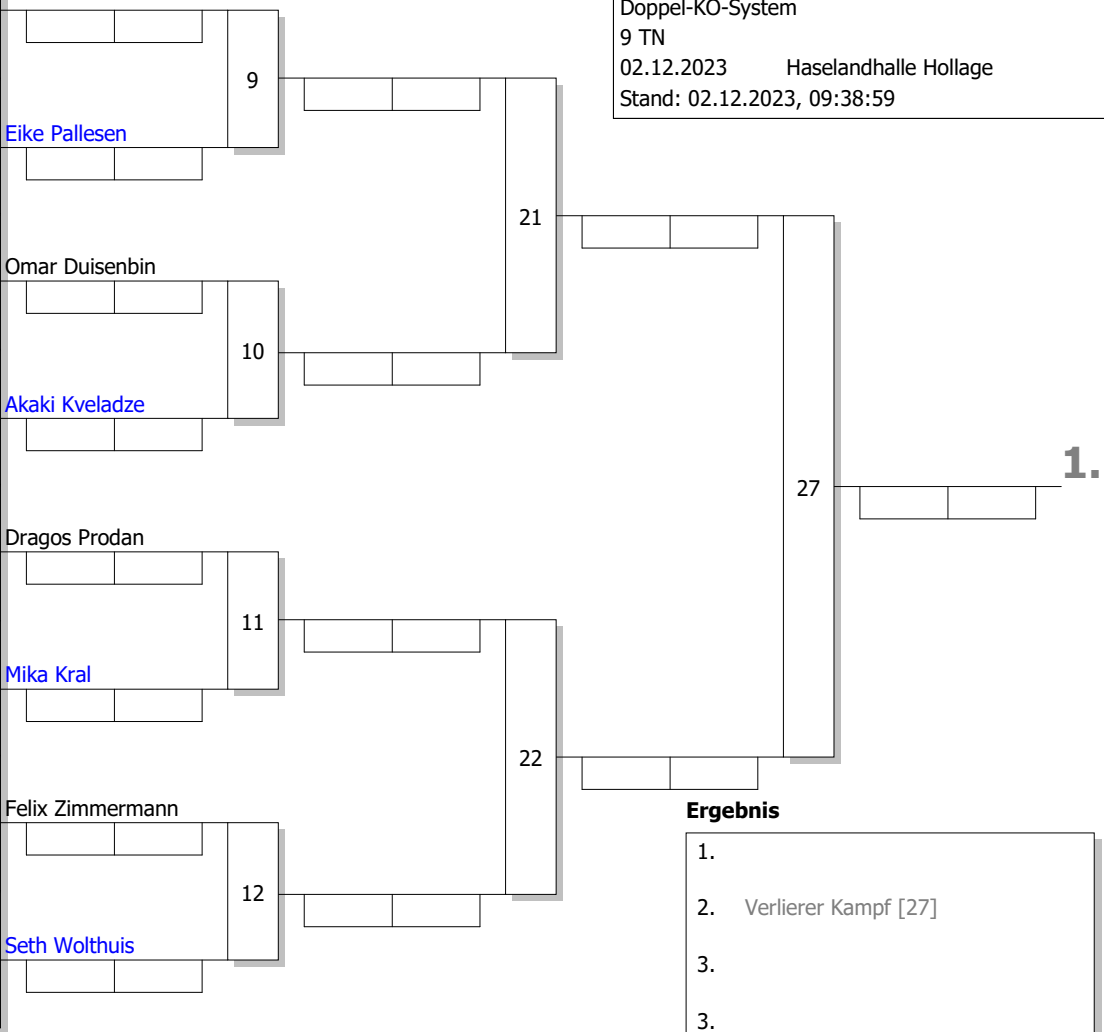 Doppel-KO-System
9 TN
02.12.2023 Haselandhalle Hollage
Stand: 02.12.2023, 09:38:59
9
Eike Pallesen
21
Omar Duisenbin
10
Akaki Kveladze
1.
27
Dragos Prodan
11
Mika Kral
22
Felix Zimmermann
12
Seth Wolthuis
Ergebnis
1.
2. Verlierer Kampf [27]
3.
3.